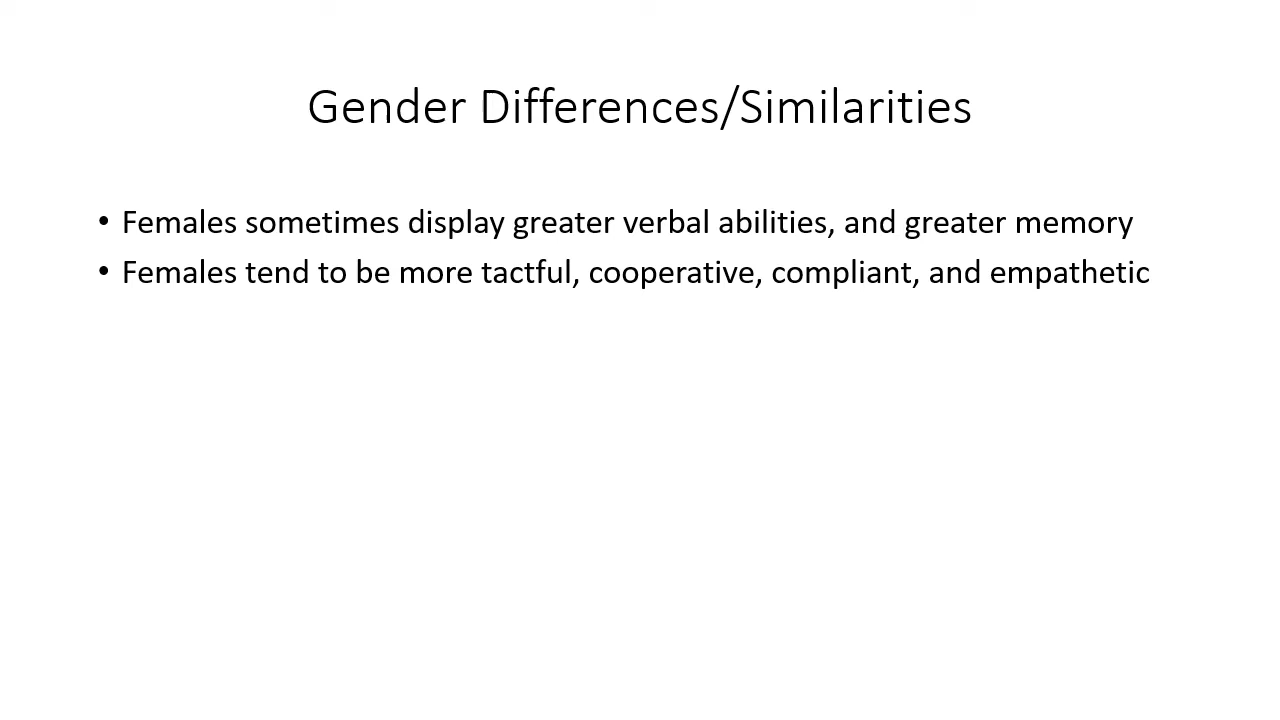 Gender Differences/Similarities
• Females sometimes display greater verbal abilities, and greater memory
• Females tend to be more tactful, cooperative, compliant, and empathetic